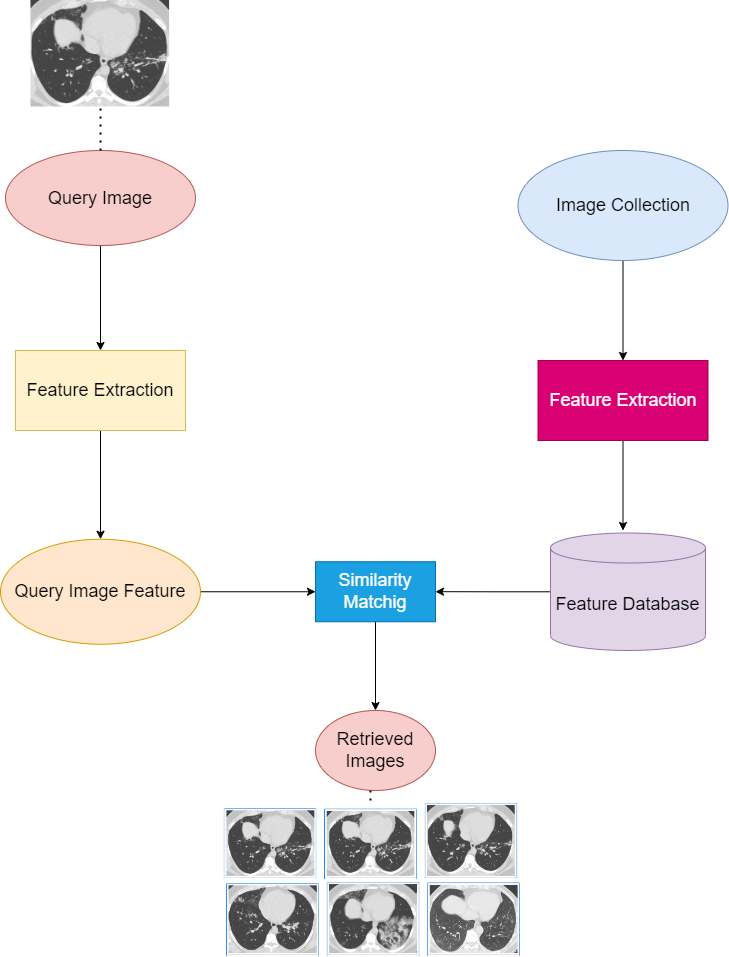 Query Image
Image Collection
Feature Extraction
Feature Extraction
Query Image Feature
Similarity
Matchig
Feature Database
Retrieved
Images